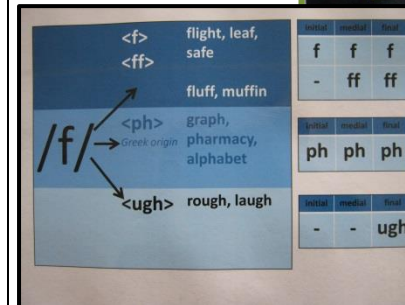 <f> flight, leaf,
<ff> safe
fluff, muffin
/f/
<ph> graph,
Greek origin pharmacy,
alphabet
<ugh> rough, laugh
initial medial final
f f f
- ff ff
initial medial final
ph ph ph
initial medial final
- - ugh